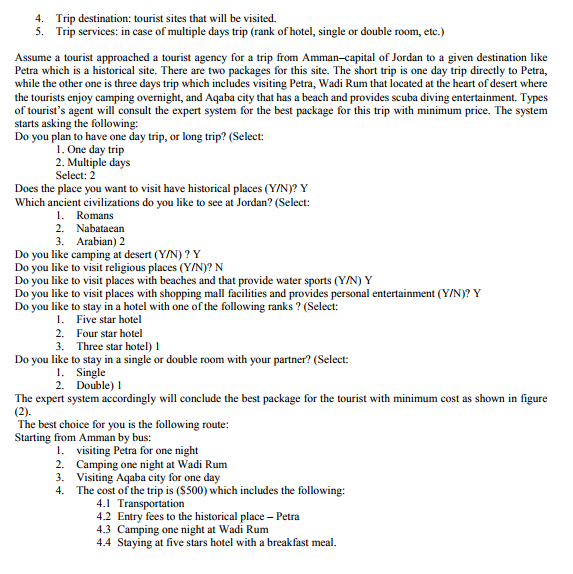 4. Trip destination: tourist sites that will be visited.
5. Trip services: in case of multiple days trip (rank of hotel, single or double room, etc.)
Assume a tourist approached a tourist agency for a trip from Amman–capital of Jordan to a given destination like
Petra which is a historical site. There are two packages for this site. The short trip is one day trip directly to Petra,
while the other one is three days trip which includes visiting Petra, Wadi Rum that located at the heart of desert where
the tourists enjoy camping overnight, and Aqaba city that has a beach and provides scuba diving entertainment. Types
of tourist's agent will consult the expert system for the best package for this trip with minimum price. The system
starts asking the following:
Do you plan to have one day trip, or long trip? (Select:
1. One day trip
2. Multiple days
Select: 2
Does the place you want to visit have historical places (Y/N)? Y
Which ancient civilizations do you like to see at Jordan? (Select:
1. Romans
2. Nabataean
3. Arabian) 2
Do you like camping at desert (Y/N) ? Y
Do you like to visit religious places (Y/N)? N
Do you like to visit places with beaches and that provide water sports (Y/N) Y
Do you like to visit places with shopping mall facilities and provides personal entertainment (Y/N)? Y
Do you like to stay in a hotel with one of the following ranks ? (Select:
1. Five star hotel
2. Four star hotel
3. Three star hotel) 1
Do you like to stay in a single or double room with your partner? (Select:
1. Single
2. Double) 1
The expert system accordingly will conclude the best package for the tourist with minimum cost as shown in figure
(2).
The best choice for you is the following route:
Starting from Amman by bus:
1. visiting Petra for one night
2. Camping one night at Wadi Rum
3. Visiting Aqaba city for one day
4. The cost of the trip is ($500) which includes the following:
4.1 Transportation
4.2 Entry fees to the historical place – Petra
4.3 Camping one night at Wadi Rum
4.4 Staying at five stars hotel with a breakfast meal.